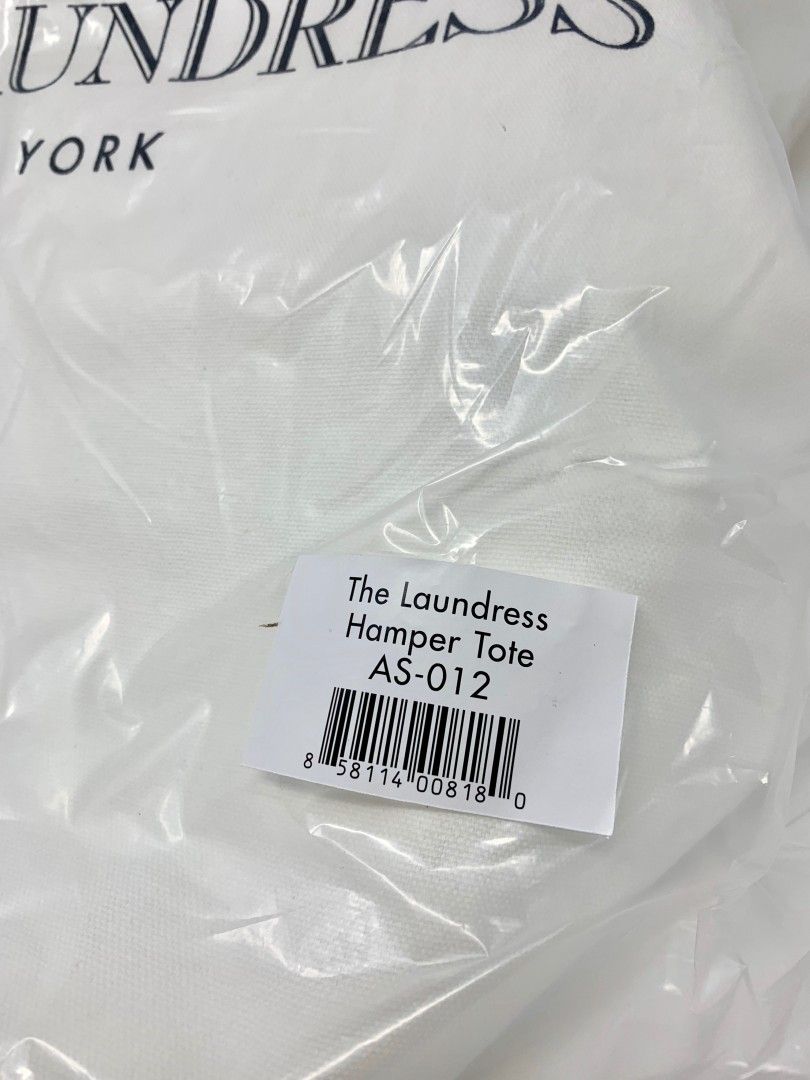 UNDRESS
YORK
The Laundress
Hamper Tote
AS-012
8 58114 00818 0